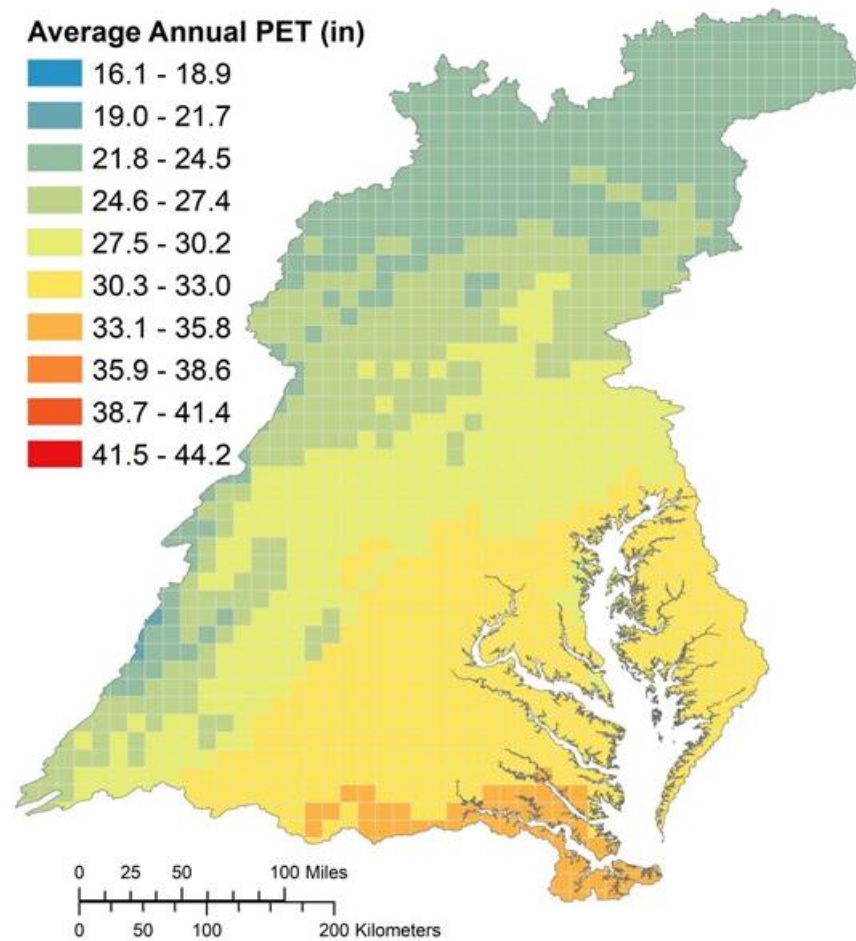 Average Annual PET (in)
16.1 - 18.9
19.0 - 21.7
21.8 - 24.5
24.6 - 27.4
27.5 - 30.2
30.3 - 33.0
33.1 - 35.8
35.9 - 38.6
38.7 - 41.4
41.5 - 44.2
0 25 50 100 Miles
0 50 100 200 Kilometers